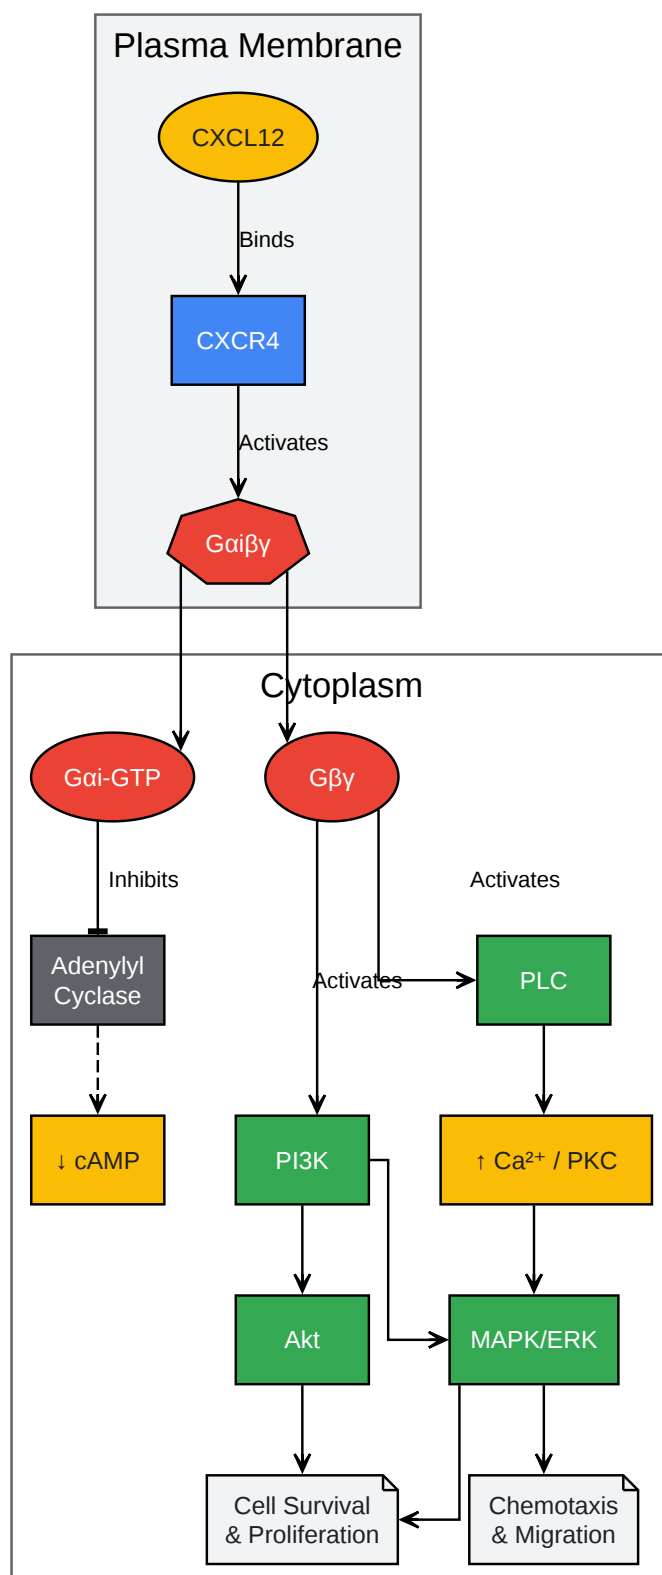 Plasma Membrane
CXCL12
Binds
CXCR4
Activates
Gαiβγ
Cytoplasm
Gαi-GTP
Gβγ
Inhibits
Activates
Adenylyl
Cyclase
Activates
PLC
↓ cAMP
PI3K
↑ Ca²⁺ / PKC
Akt
MAPK/ERK
Cell Survival
& Proliferation
Chemotaxis
& Migration